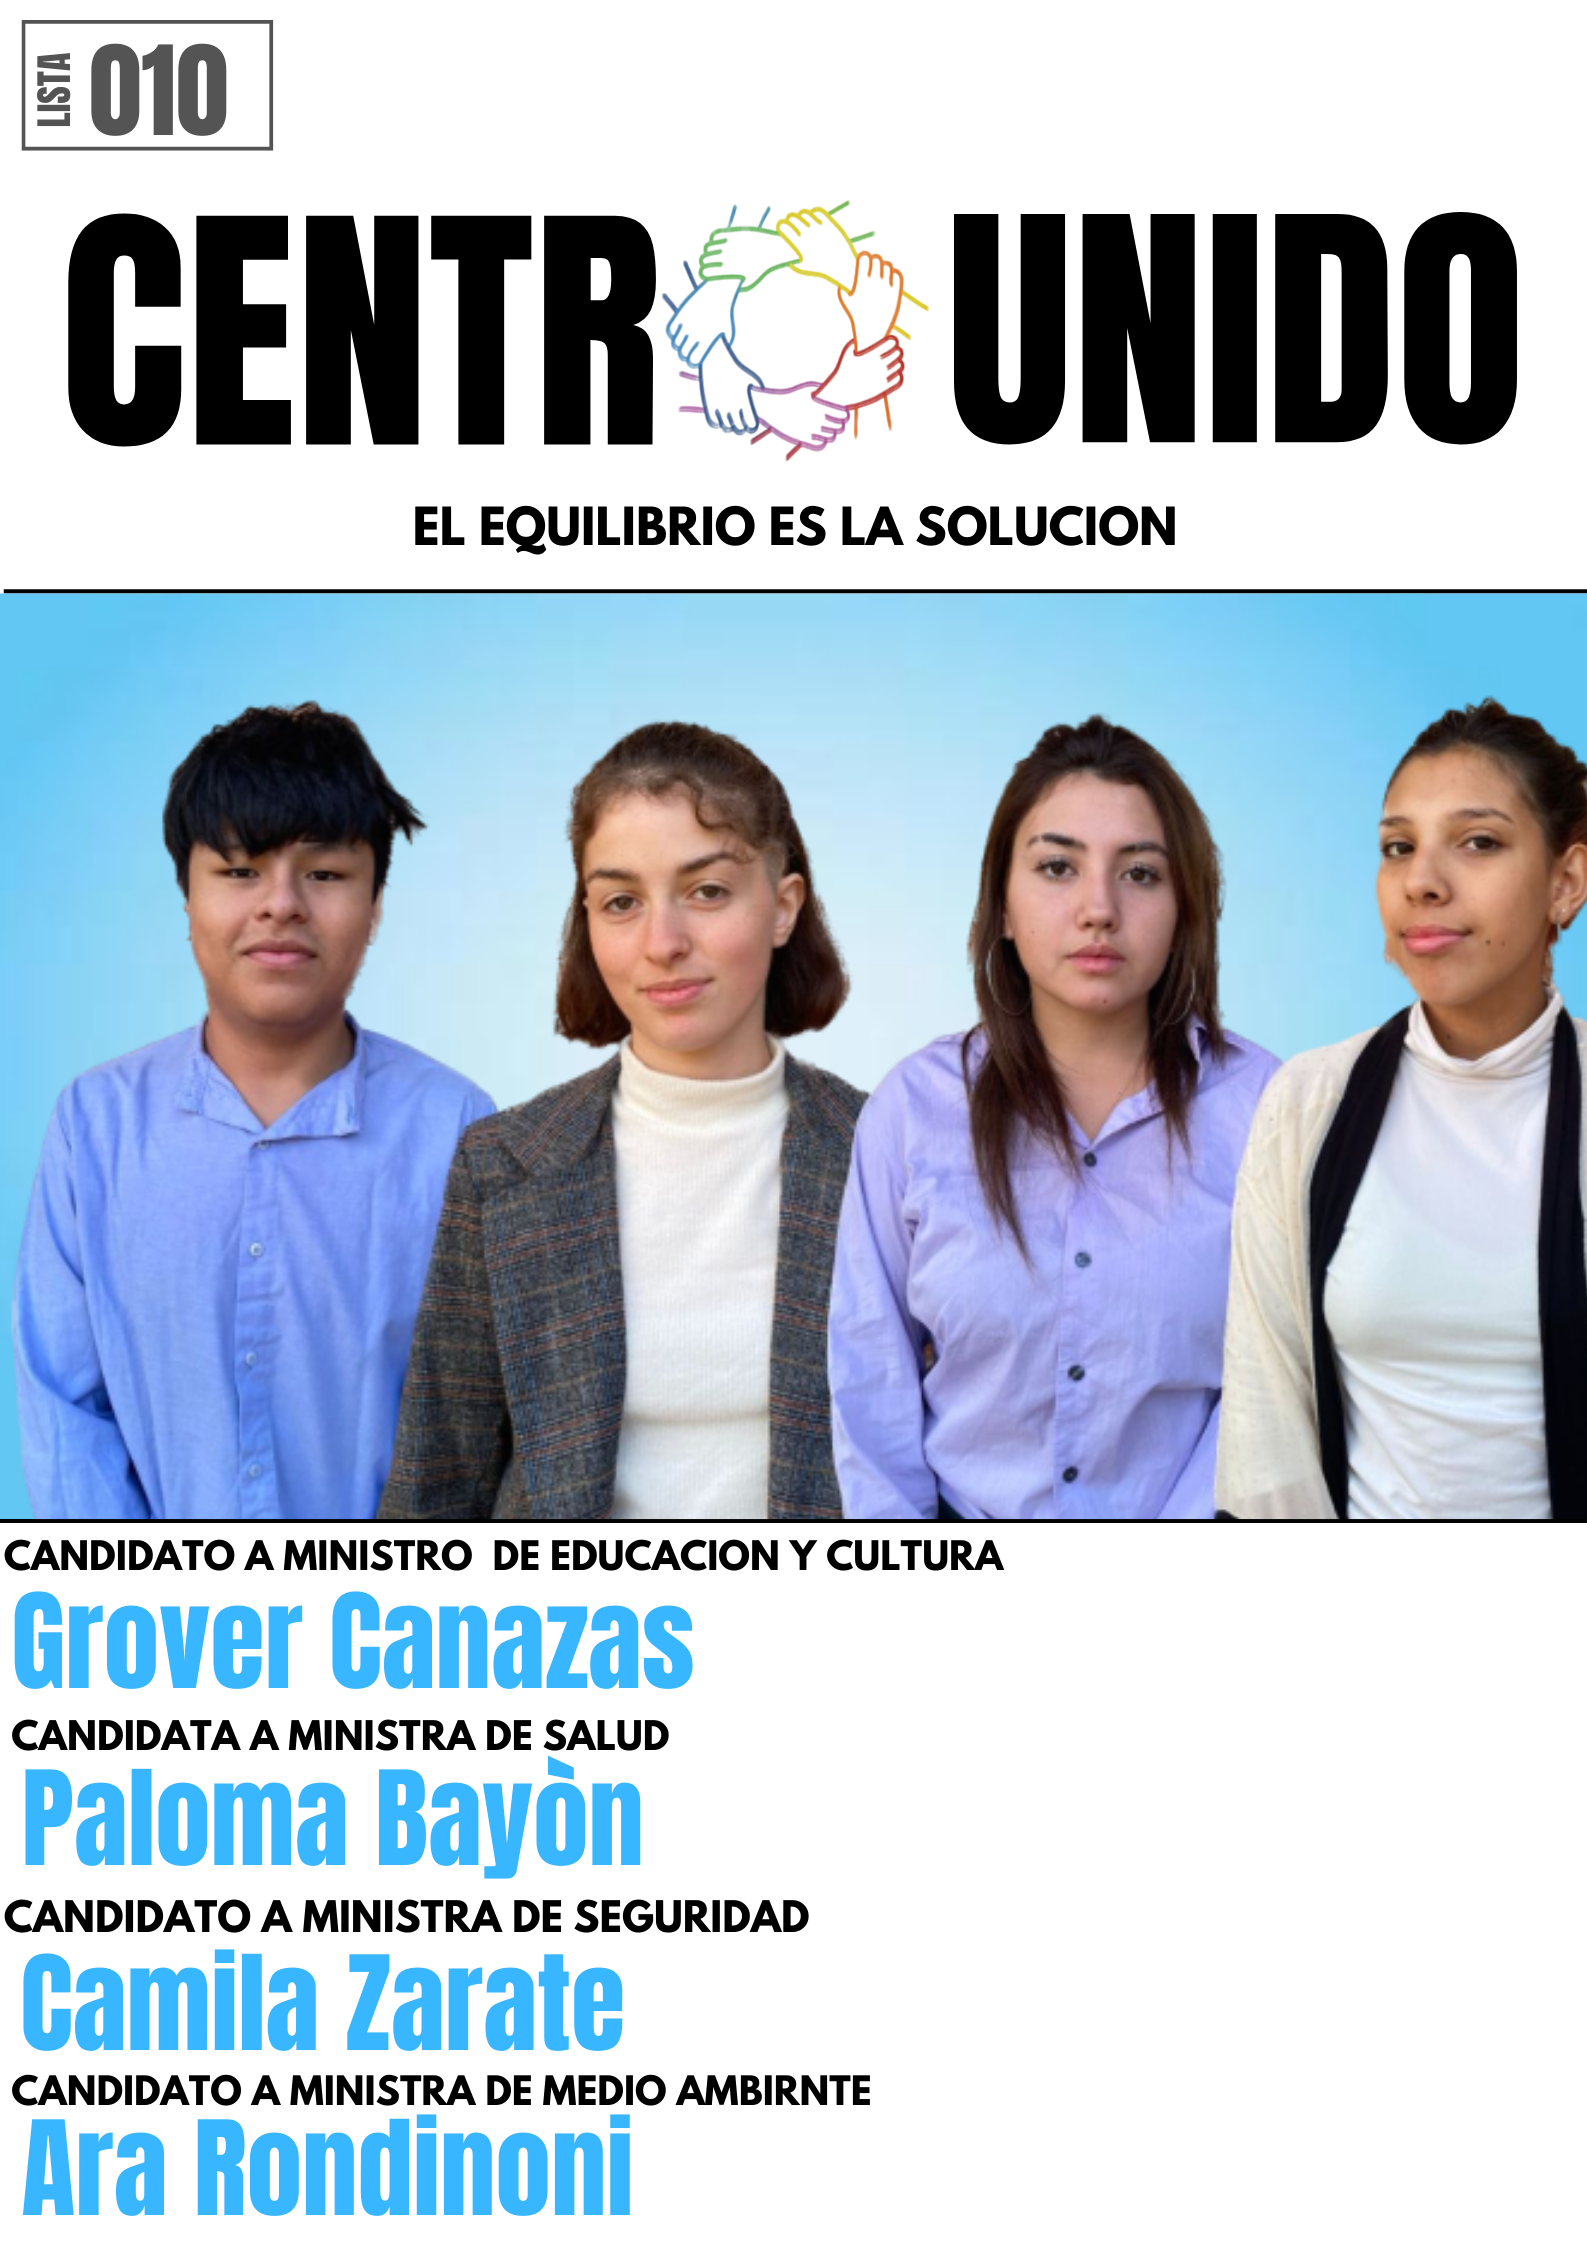 LISTA 010
CENTR UNIDO
EL EQUILIBRIO ES LA SOLUCION
CANDIDATO A MINISTRO DE EDUCACION Y CULTURA
Grover Canazas
CANDIDATA A MINISTRA DE SALUD
Paloma Bayòn
CANDIDATO A MINISTRA DE SEGURIDAD
Camila Zarate
CANDIDATO A MINISTRA DE MEDIO AMBIRNTE
Ara Rondinoni